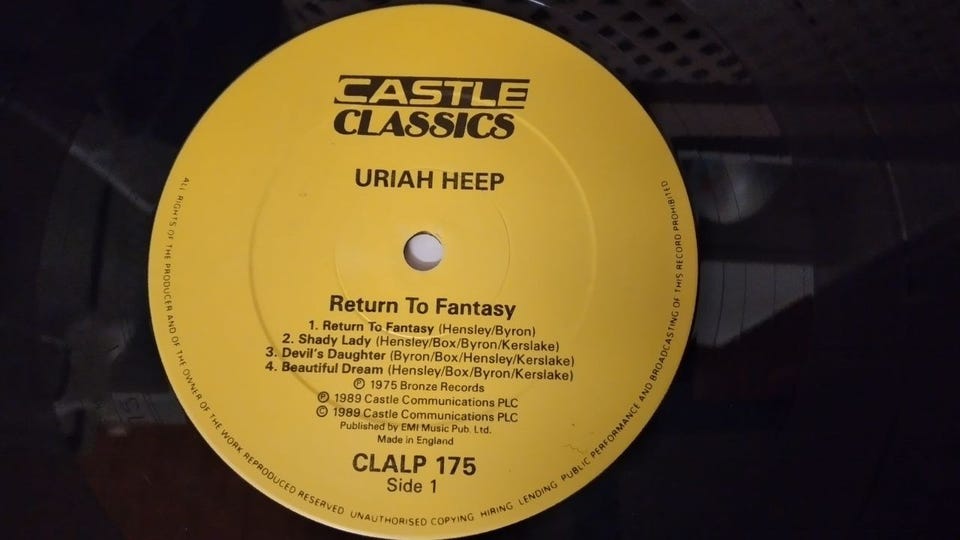 CASTLE
CLASSICS
URIAH HEEP
Return To Fantasy
1. Return To Fantasy (Hensley/Byron)
2. Shady Lady (Hensley/Box/Byron/Kerslake)
3. Devil's Daughter (Byron/Box/Hensley/Kerslake)
4. Beautiful Dream (Hensley/Box/Byron/Kerslake)
Ⓟ 1975 Bronze Records
Ⓟ 1989 Castle Communications PLC
© 1989 Castle Communications PLC
Published by EMI Music Pub. Ltd.
Made in England
CLALP 175
Side 1
ALL RIGHTS OF THE PRODUCER AND OF THE OWNER OF THE WORK REPRODUCED RESERVED. UNAUTHORISED COPYING, HIRING, LENDING, PUBLIC PERFORMANCE AND BROADCASTING OF THIS RECORD PROHIBITED